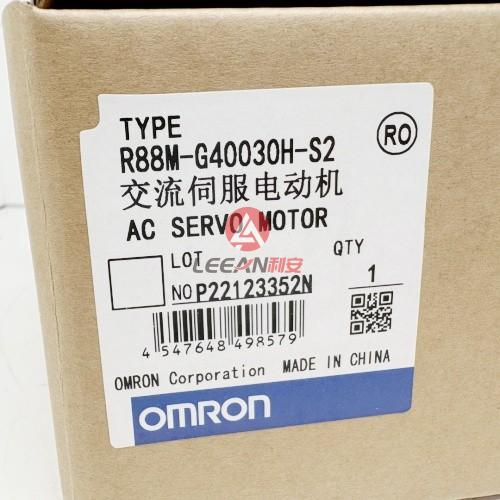 TYPE
R88M-G40030H-S2
RO
交流伺服电动机
AC SERVO MOTOR
LEEAN利安
LOT
QTY
NO P22123352N
1
4 547648 498579
OMRON Corporation MADE IN CHINA
OMRON